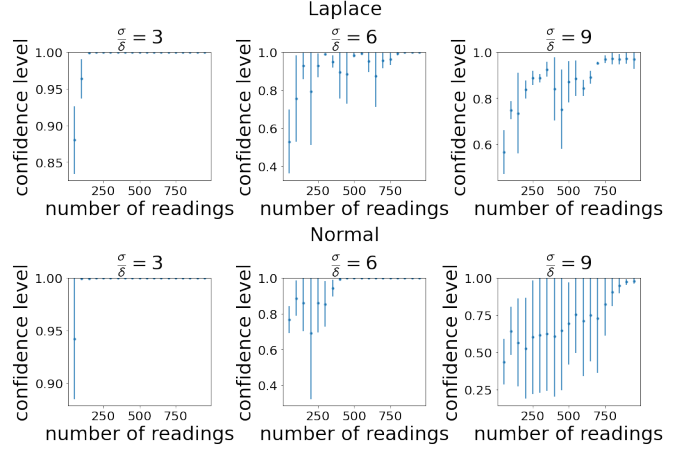 Laplace
σ/δ = 3
σ/δ = 6
σ/δ = 9
confidence level
1.00
0.95
0.90
0.85
250 500 750
number of readings
confidence level
1.0
0.8
0.6
0.4
250 500 750
number of readings
confidence level
1.0
0.8
0.6
250 500 750
number of readings
Normal
σ/δ = 3
σ/δ = 6
σ/δ = 9
confidence level
1.00
0.95
0.90
250 500 750
number of readings
confidence level
1.0
0.8
0.6
0.4
250 500 750
number of readings
confidence level
1.00
0.75
0.50
0.25
250 500 750
number of readings